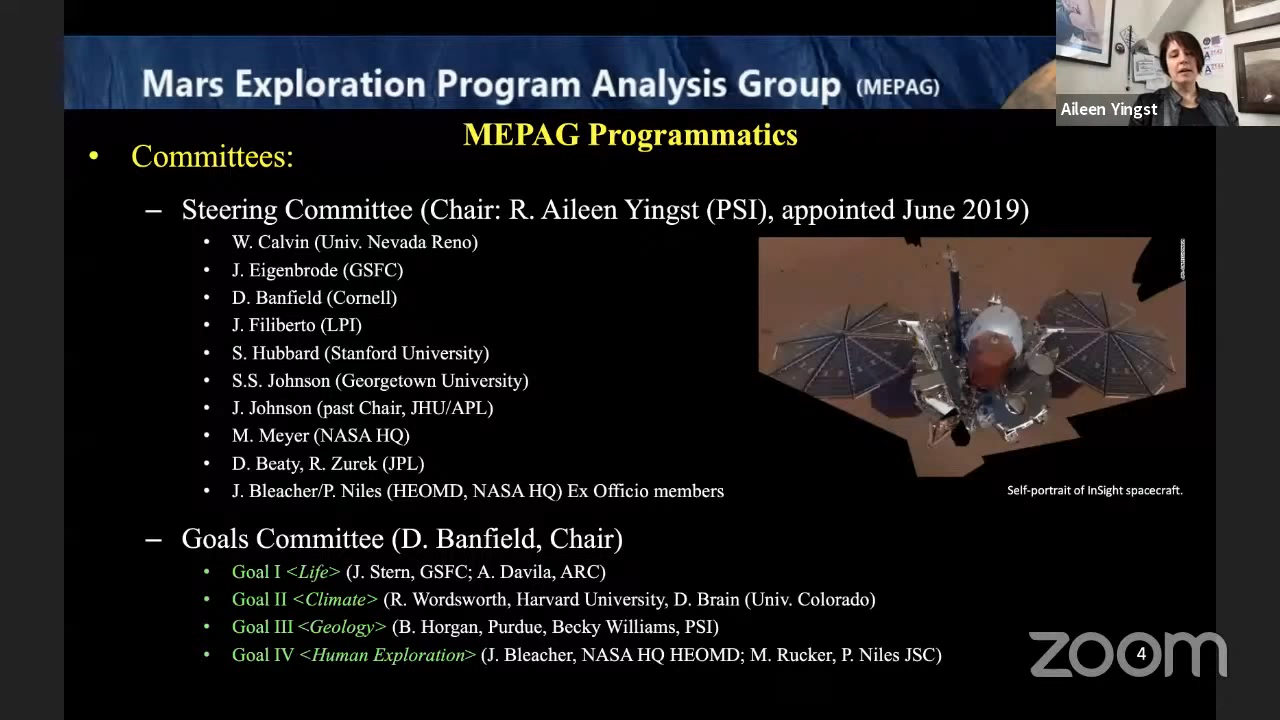 Mars Exploration Program Analysis Group (MEPAG)
Aileen Yingst
MEPAG Programmatics
• Committees:
– Steering Committee (Chair: R. Aileen Yingst (PSI), appointed June 2019)
• W. Calvin (Univ. Nevada Reno)
• J. Eigenbrode (GSFC)
• D. Banfield (Cornell)
• J. Filiberto (LPI)
• S. Hubbard (Stanford University)
• S.S. Johnson (Georgetown University)
• J. Johnson (past Chair, JHU/APL)
• M. Meyer (NASA HQ)
• D. Beaty, R. Zurek (JPL)
• J. Bleacher/P. Niles (HEOMD, NASA HQ) Ex Officio members
Self-portrait of InSight spacecraft.
– Goals Committee (D. Banfield, Chair)
• Goal I <Life> (J. Stern, GSFC; A. Davila, ARC)
• Goal II <Climate> (R. Wordsworth, Harvard University, D. Brain (Univ. Colorado)
• Goal III <Geology> (B. Horgan, Purdue, Becky Williams, PSI)
• Goal IV <Human Exploration> (J. Bleacher, NASA HQ HEOMD; M. Rucker, P. Niles JSC)
4
zoom